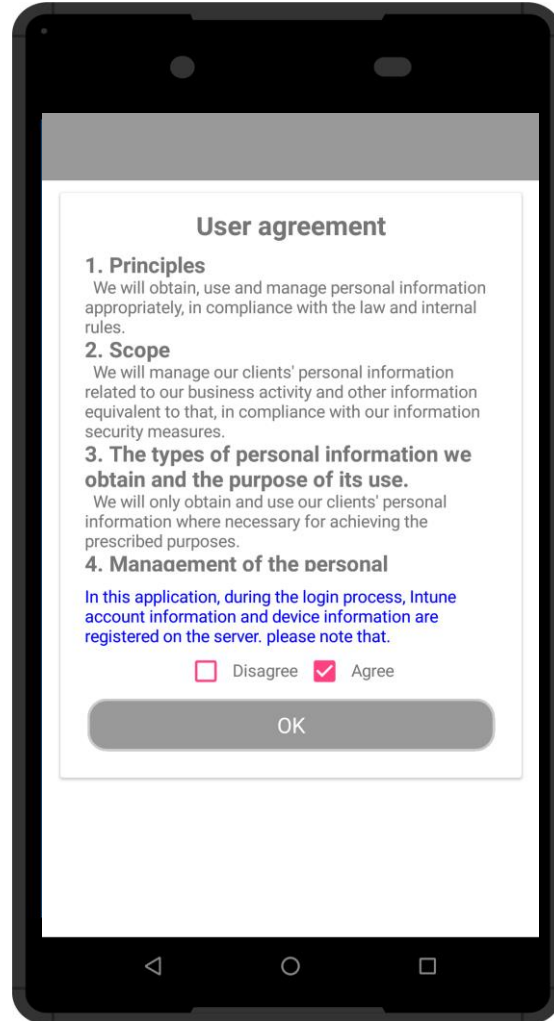 User agreement
1. Principles
We will obtain, use and manage personal information
appropriately, in compliance with the law and internal
rules.
2. Scope
We will manage our clients' personal information
related to our business activity and other information
equivalent to that, in compliance with our information
security measures.
3. The types of personal information we
obtain and the purpose of its use.
We will only obtain and use our clients' personal
information where necessary for achieving the
prescribed purposes.
4. Management of the personal
In this application, during the login process, Intune
account information and device information are
registered on the server. please note that.
Disagree Agree
OK